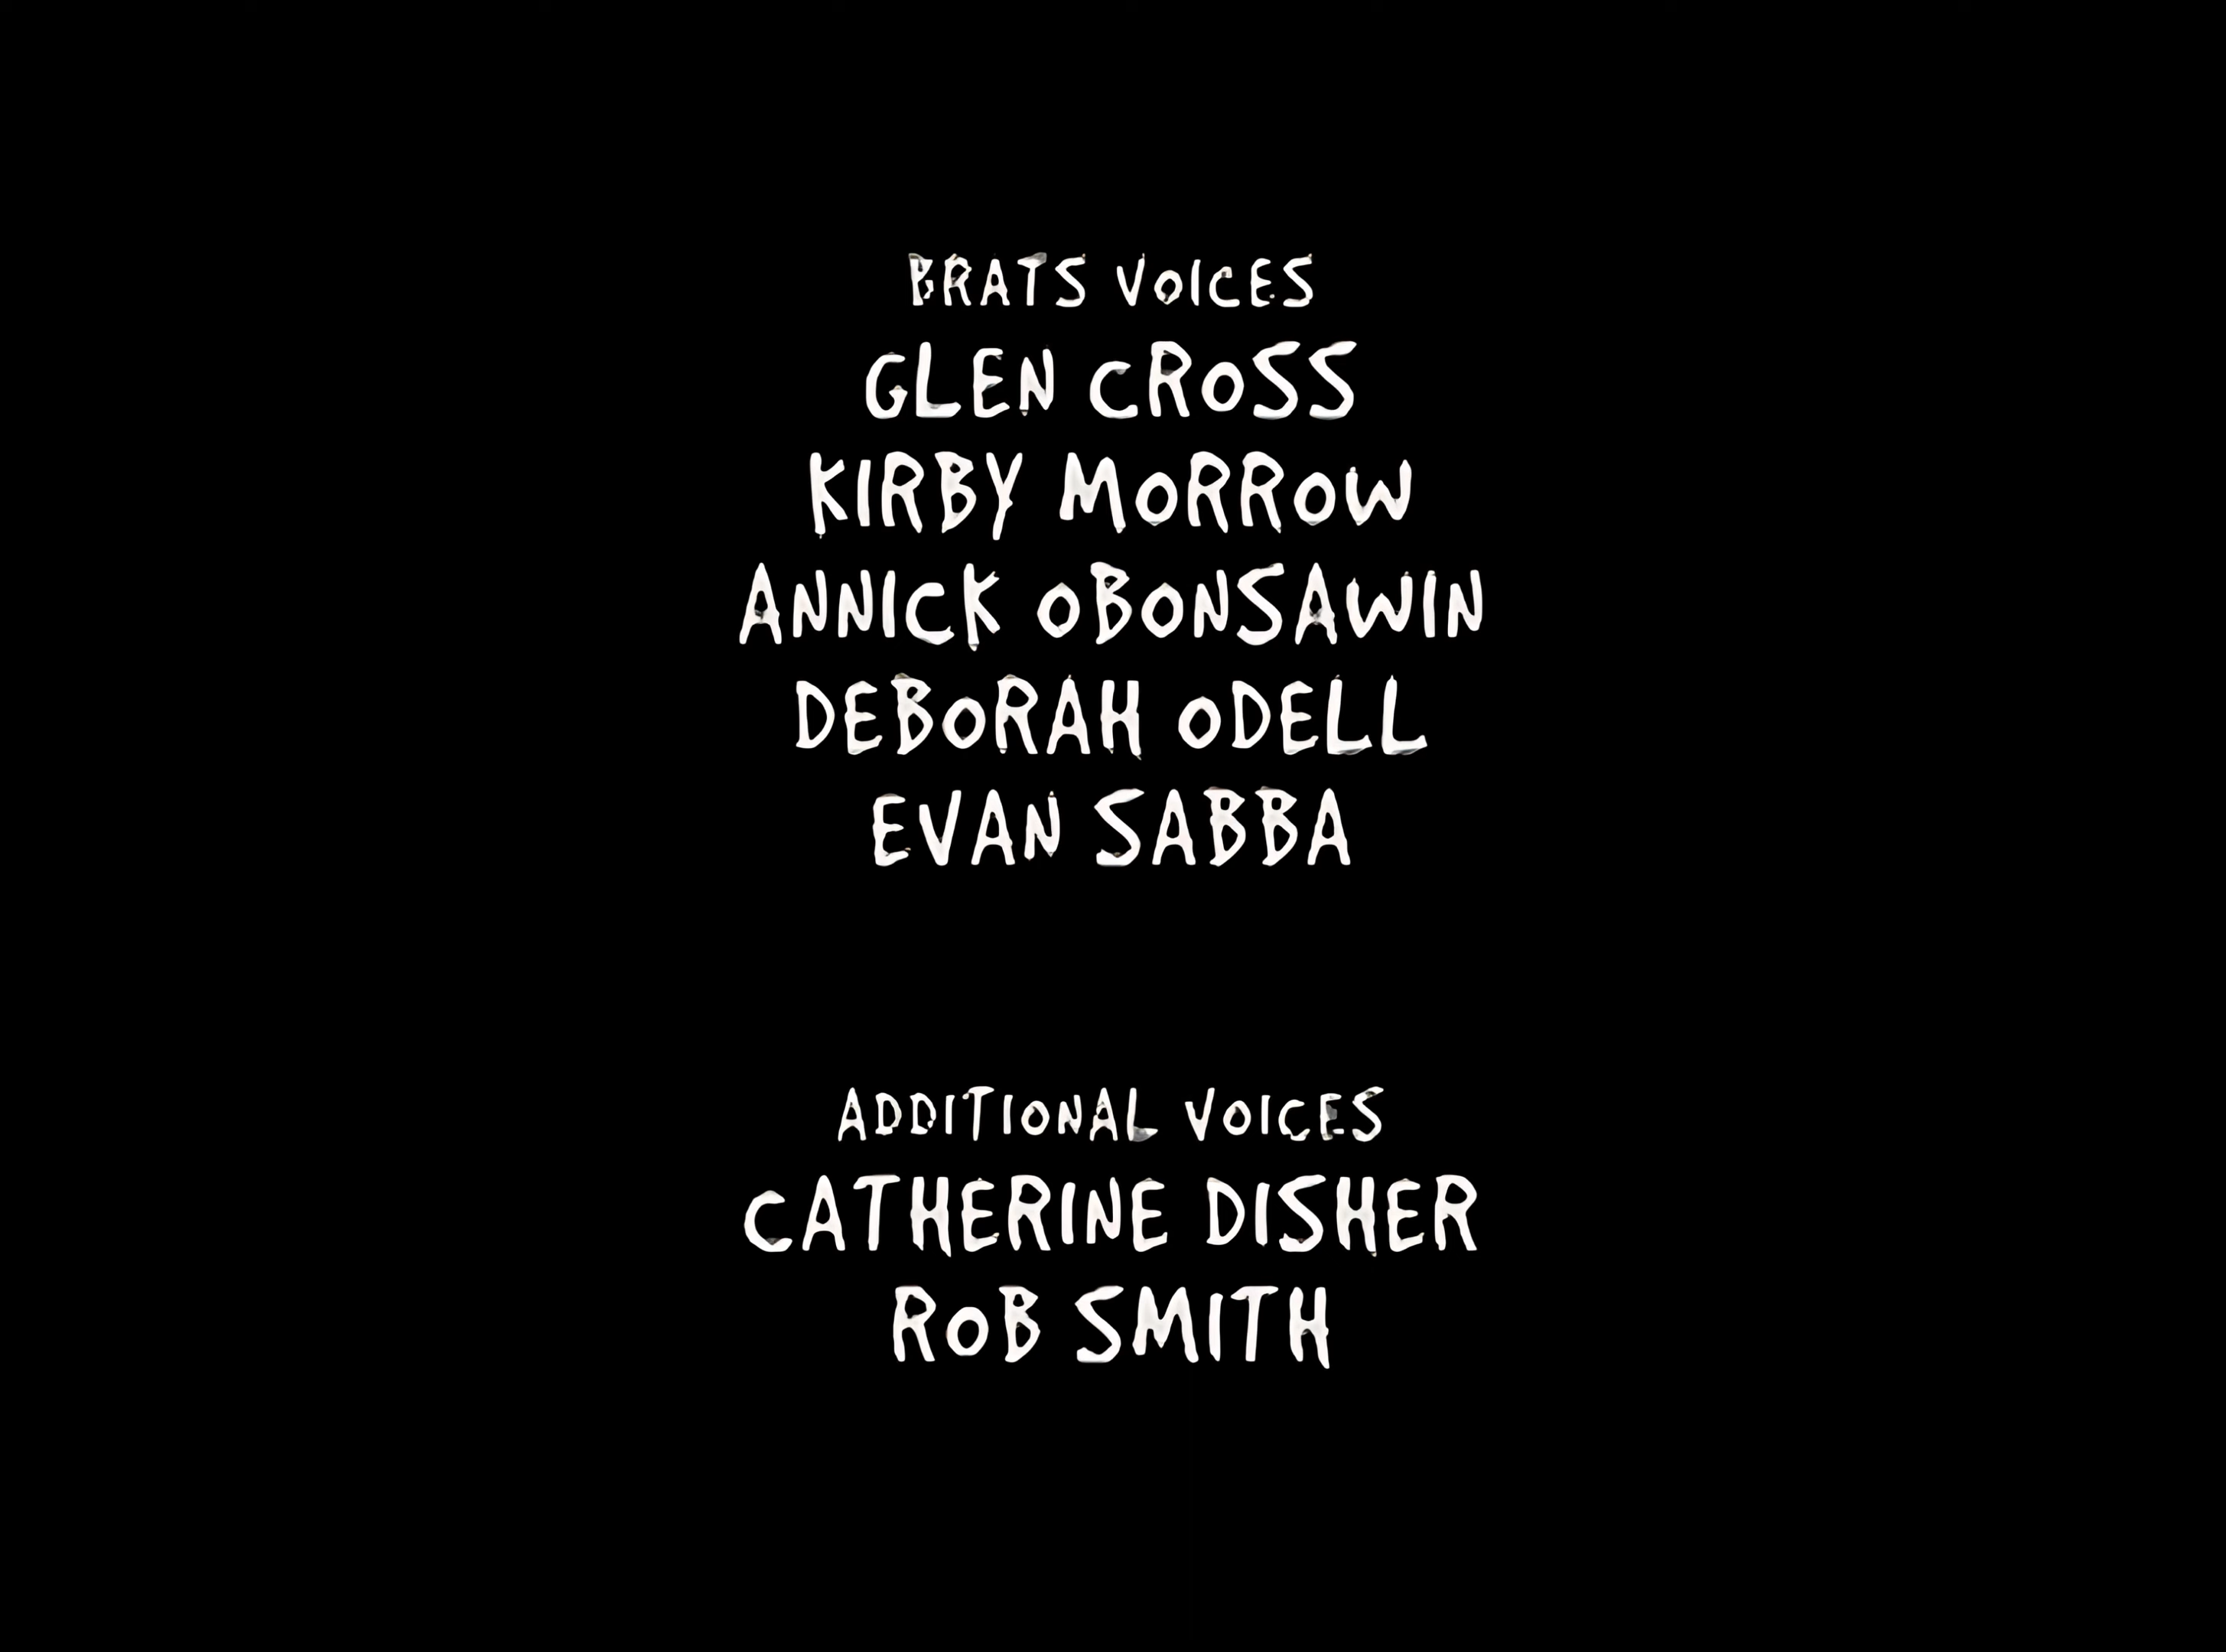 BRATS VOICES
GLEN CROSS
KIRBY MORROW
ANNICK OBONSAWIN
DEBORAH ODELL
EVAN SABBA
ADDITIONAL VOICES
CATHERINE DISHER
ROB SMITH